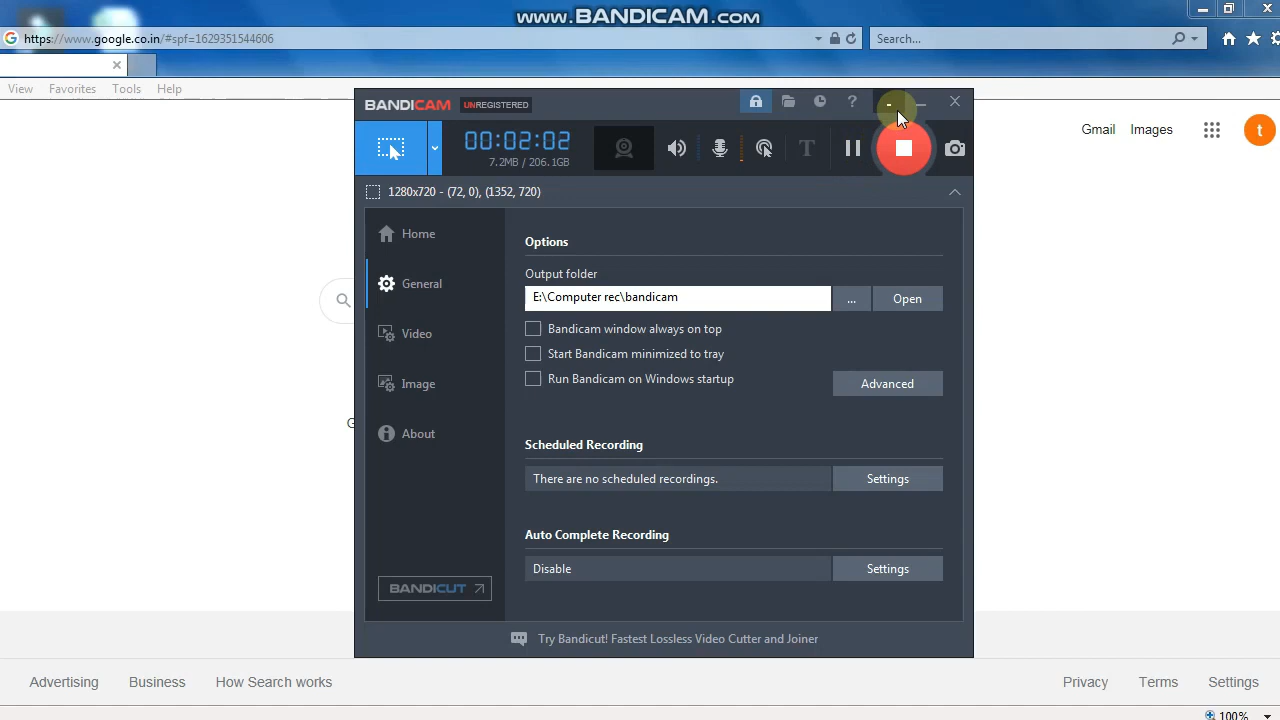 www.BANDICAM.com
https://www.google.co.in/#spf=1629351544606
Search...
View Favorites Tools Help
BANDICAM UNREGISTERED
Gmail Images
t
00:02:02
7.2MB / 206.1GB
1280x720 - (72, 0), (1352, 720)
Home
General
Video
Image
About
BANDICUT
Options
Output folder
E:\Computer rec\bandicam
... Open
Bandicam window always on top
Start Bandicam minimized to tray
Run Bandicam on Windows startup
Advanced
Scheduled Recording
There are no scheduled recordings. Settings
Auto Complete Recording
Disable Settings
Try Bandicut! Fastest Lossless Video Cutter and Joiner
Advertising Business How Search works Privacy Terms Settings
100%